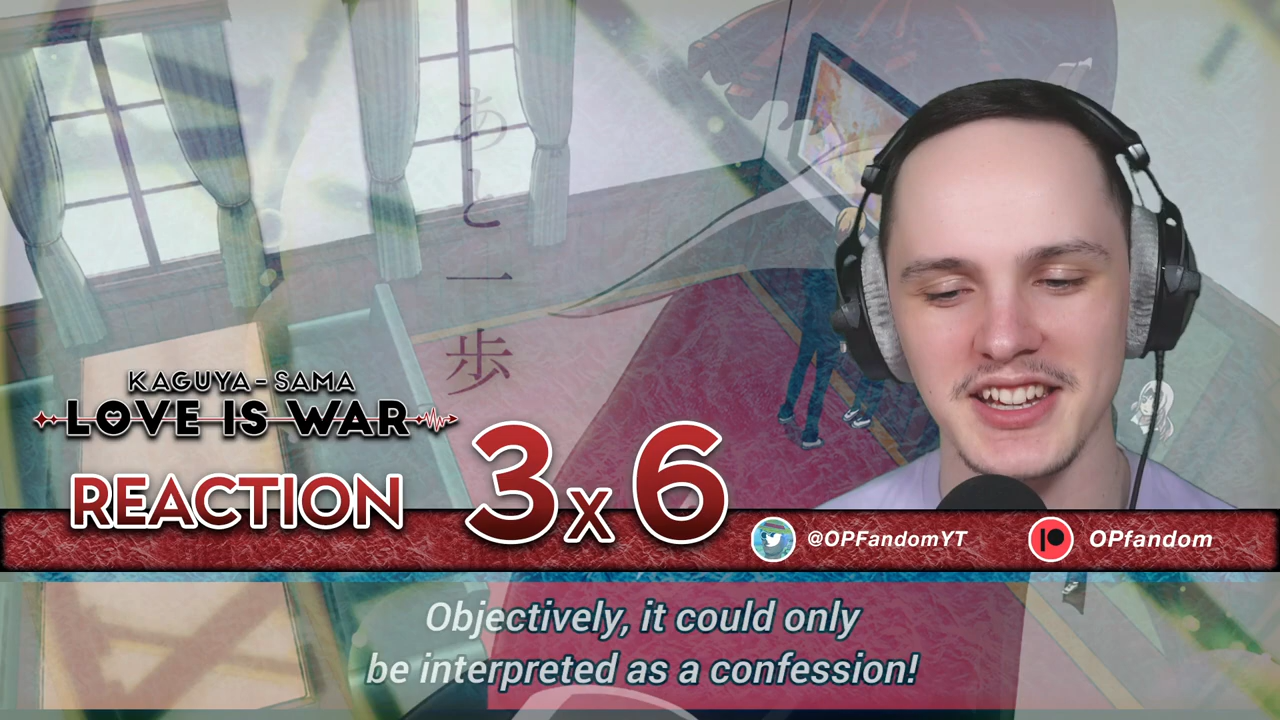 あと一歩
KAGUYA-SAMA
LOVE IS WAR
REACTION
3x6
@OPFandomYT
OPfandom
Objectively, it could only
be interpreted as a confession!